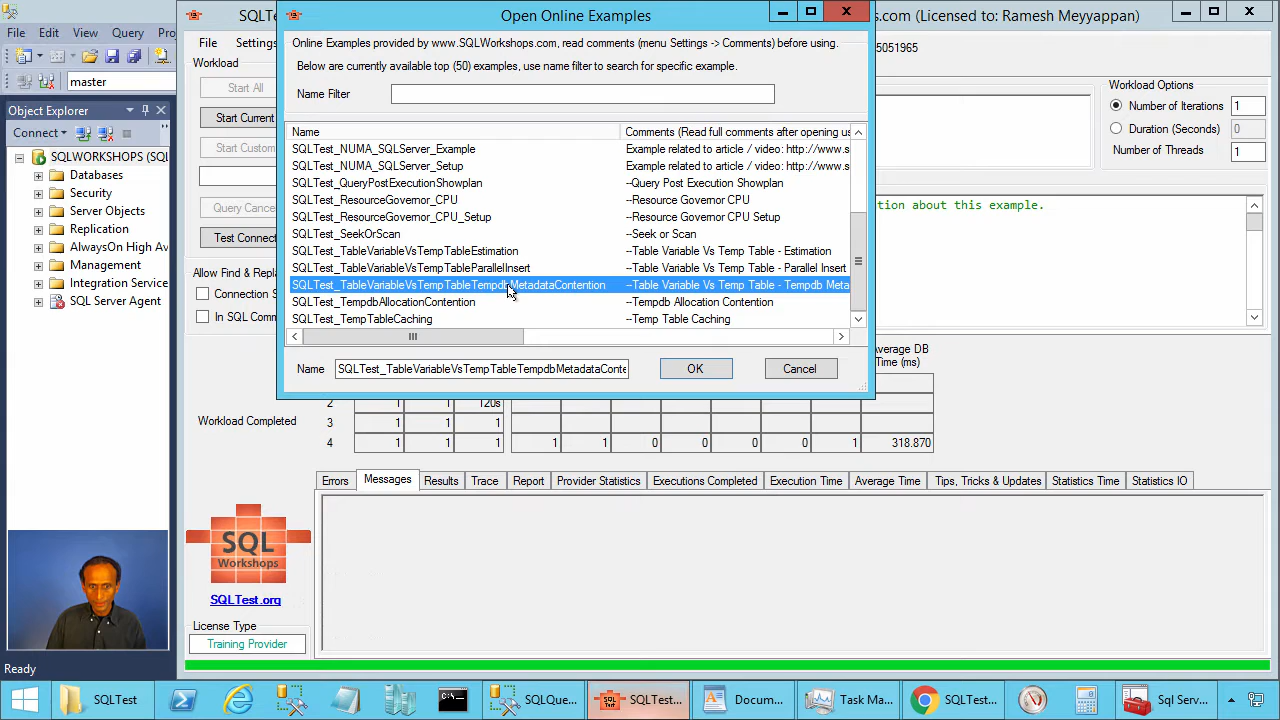 SQLT
Open Online Examples
s.com (Licensed to: Ramesh Meyyappan)
File Edit View Query Pro
File Settings
master
Object Explorer
Connect
SQLWORKSHOPS (SQL
Databases
Security
Server Objects
Replication
AlwaysOn High Av
Management
Integration Service
SQL Server Agent
Workload
Start All
Start Current
Start Custom
Query Cance
Test Connect
Allow Find & Repla
Connection S
In SQL Comm
Online Examples provided by www.SQLWorkshops.com, read comments (menu Settings -> Comments) before using.
Below are currently available top (50) examples, use name filter to search for specific example.
Name Filter
Name Comments (Read full comments after opening us
SQLTest_NUMA_SQLServer_Example Example related to article / video: http://www.s
SQLTest_NUMA_SQLServer_Setup Example related to article / video: http://www.s
SQLTest_QueryPostExecutionShowplan --Query Post Execution Showplan
SQLTest_ResourceGovernor_CPU --Resource Governor CPU
SQLTest_ResourceGovernor_CPU_Setup --Resource Governor CPU Setup
SQLTest_SeekOrScan --Seek or Scan
SQLTest_TableVariableVsTempTableEstimation --Table Variable Vs Temp Table - Estimation
SQLTest_TableVariableVsTempTableParallelInsert --Table Variable Vs Temp Table - Parallel Insert
SQLTest_TableVariableVsTempTableTempdbMetadataContention --Table Variable Vs Temp Table - Tempdb Meta
SQLTest_TempdbAllocationContention --Tempdb Allocation Contention
SQLTest_TempTableCaching --Temp Table Caching
Name SQLTest_TableVariableVsTempTableTempdbMetadataConte OK Cancel
5051965
Workload Options
Number of Iterations 1
Duration (Seconds) 0
Number of Threads 1
tion about this example.
Average DB
Time (ms)
Workload Completed
2 1 1 120s
3 1 1 1
4 1 1 1 1 1 0 0 0 0 1 318.870
Errors Messages Results Trace Report Provider Statistics Executions Completed Execution Time Average Time Tips, Tricks & Updates Statistics Time Statistics IO
SQL
Workshops
SQLTest.org
License Type
Training Provider
Ready
SQLTest SQLQue... SQL Test SQLTest... Docum... Task Ma... SQLTest... Sql Serv...